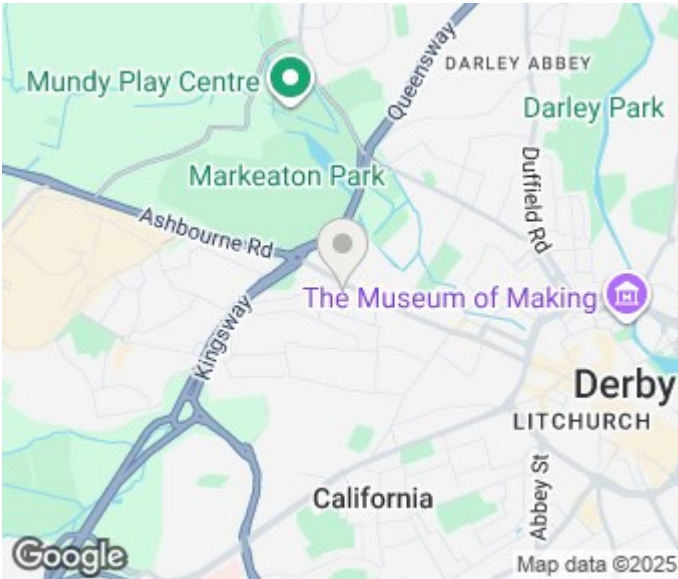 Queensway
DARLEY ABBEY
Mundy Play Centre
Darley Park
Markeaton Park
Duffield Rd
Ashbourne Rd
The Museum of Making
Kingsway
Derby
LITCHURCH
Abbey St
California
Google
Map data ©2025